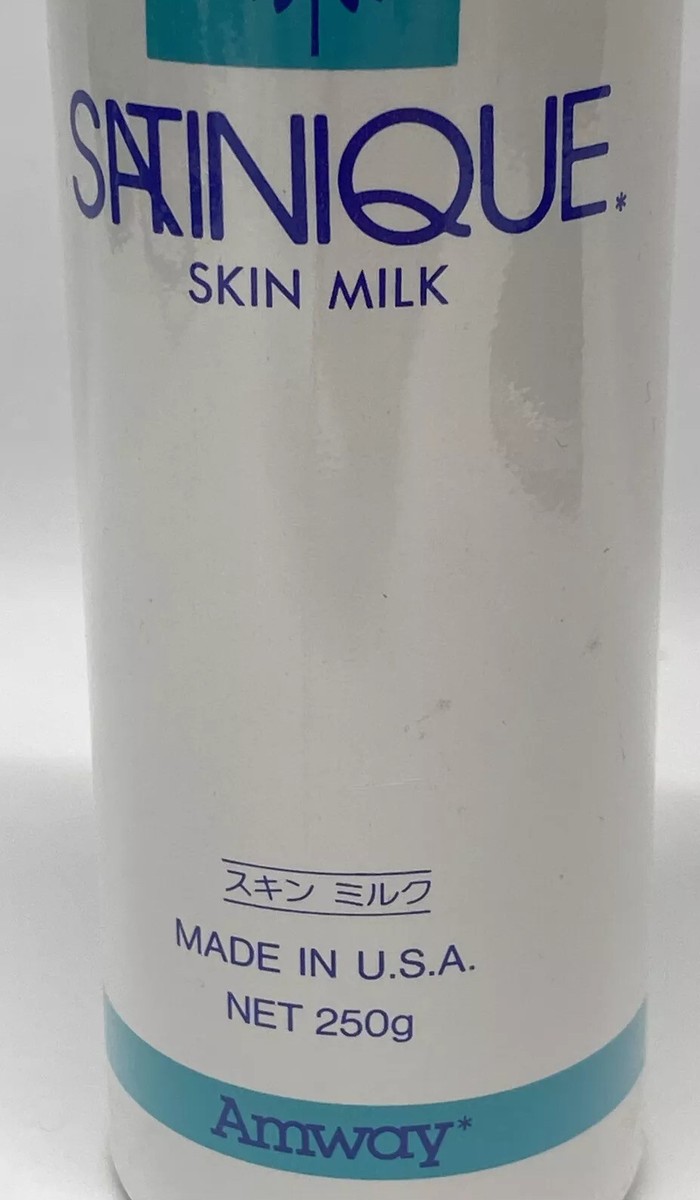 SATINIQUE.*
SKIN MILK
スキン ミルク
MADE IN U.S.A.
NET 250g
Amway*